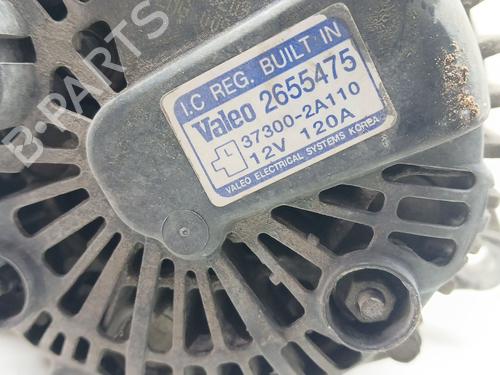 B-PARTS
I.C REG. BUILT IN
Valeo 2655475
37300-2A110
12V 120A
VALEO ELECTRICAL SYSTEMS KOREA